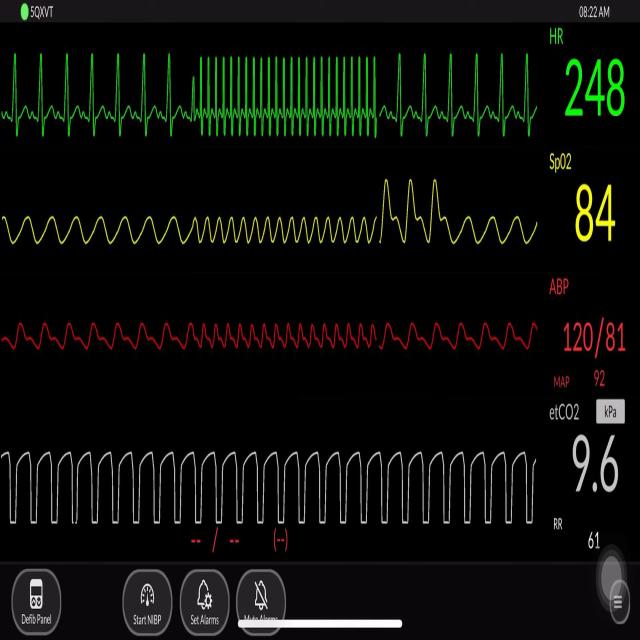 5QXVT
08:22 AM
HR
248
SpO2
84
ABP
120/81
MAP 92
etCO2 kPa
9.6
RR
61
-- / -- (--)
Defib Panel
Start NIBP
Set Alarms
Mute Alarms